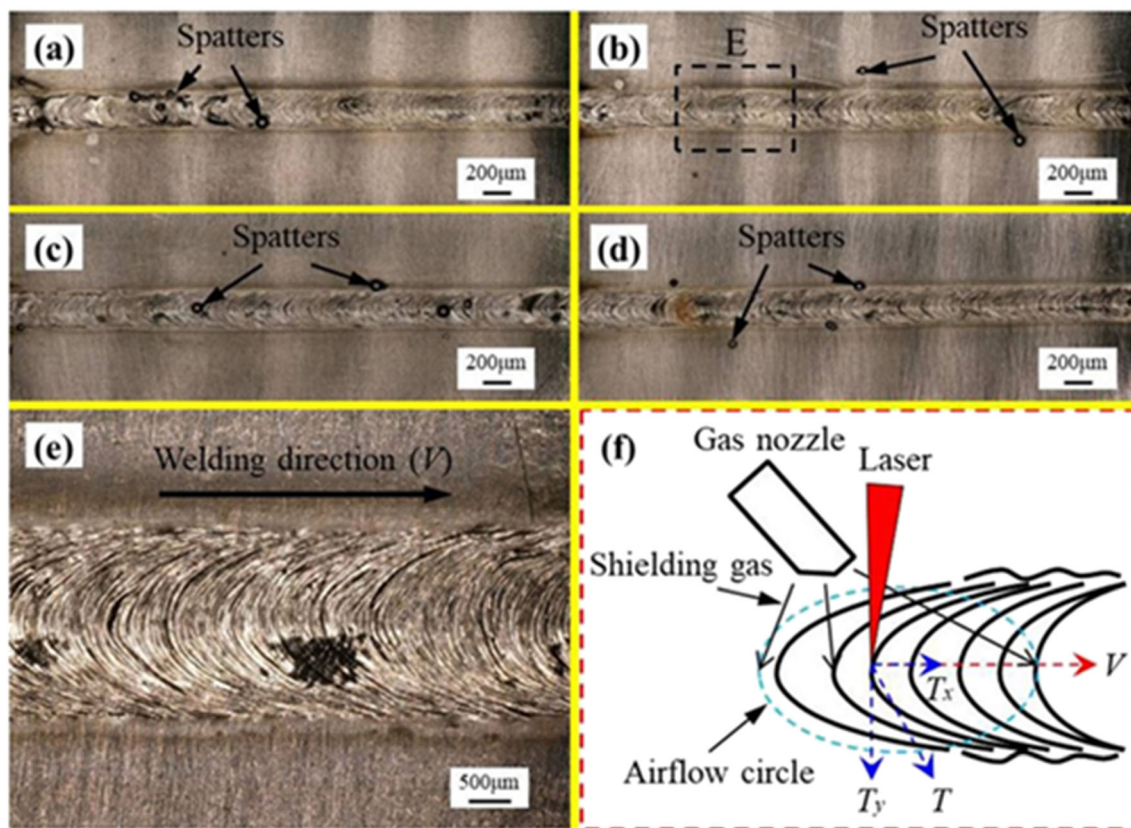 (a)
Spatters
200μm
(b)
E
Spatters
200μm
(c)
Spatters
200μm
(d)
Spatters
200μm
(e)
Welding direction (V)
500μm
(f)
Gas nozzle
Laser
Shielding gas
Tx
V
Airflow circle
Ty
T